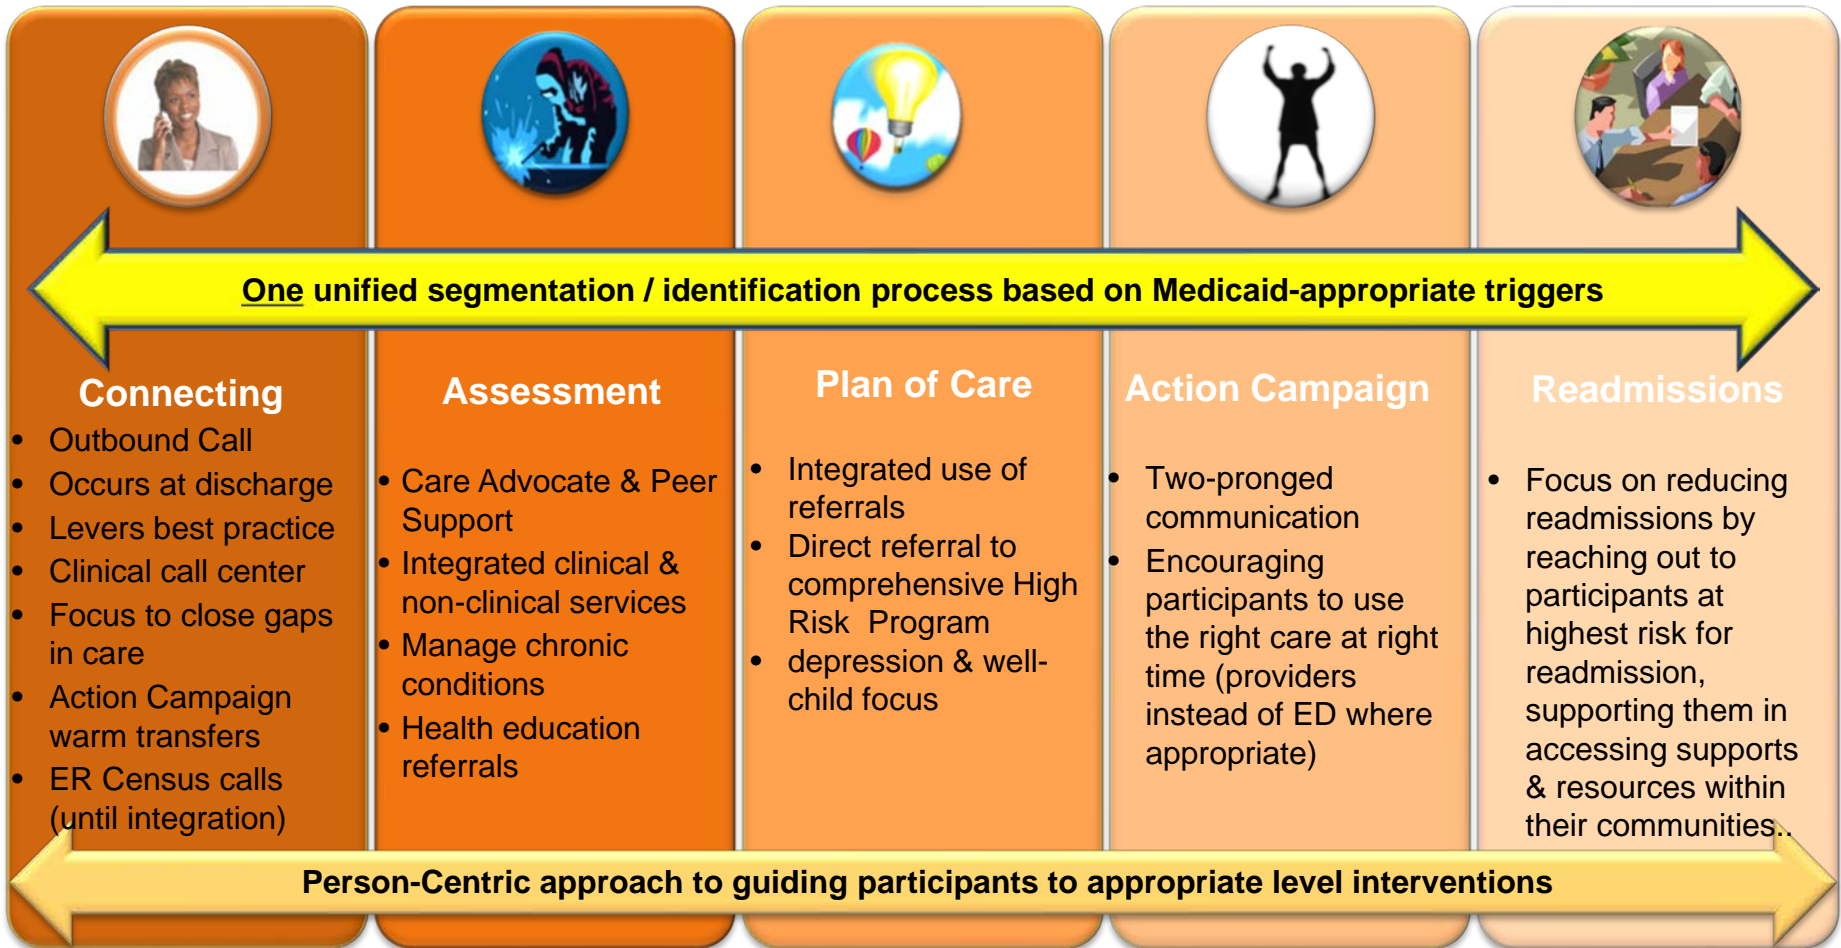 One unified segmentation / identification process based on Medicaid-appropriate triggers
Connecting
• Outbound Call
• Occurs at discharge
• Levers best practice
• Clinical call center
• Focus to close gaps
in care
• Action Campaign
warm transfers
• ER Census calls
(until integration)
Assessment
• Care Advocate & Peer
Support
• Integrated clinical &
non-clinical services
• Manage chronic
conditions
• Health education
referrals
Plan of Care
• Integrated use of
referrals
• Direct referral to
comprehensive High
Risk Program
• depression & well-
child focus
Action Campaign
• Two-pronged
communication
• Encouraging
participants to use
the right care at right
time (providers
instead of ED where
appropriate)
Readmissions
• Focus on reducing
readmissions by
reaching out to
participants at
highest risk for
readmission,
supporting them in
accessing supports
& resources within
their communities..
Person-Centric approach to guiding participants to appropriate level interventions